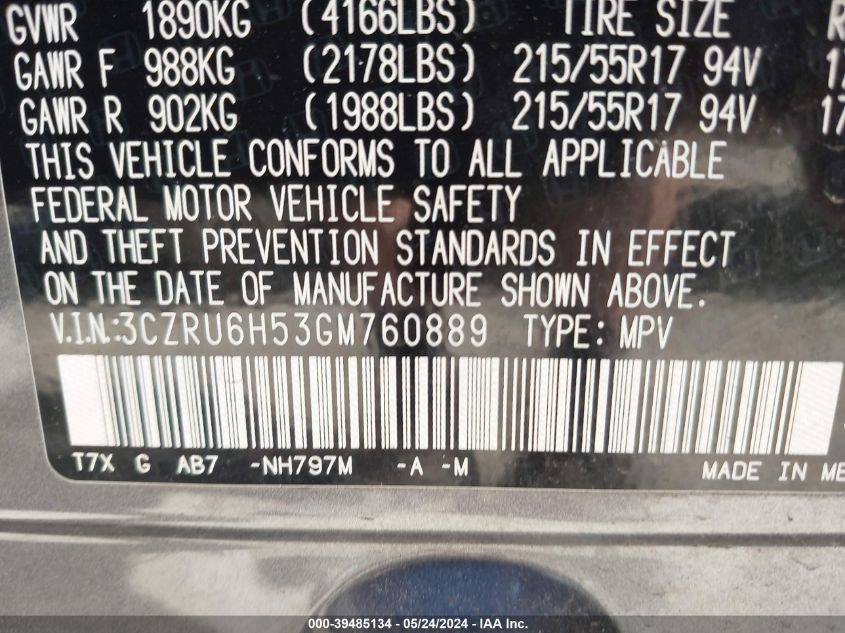 GVWR 1890KG (4166LBS) TIRE SIZE
GAWR F 988KG (2178LBS) 215/55R17 94V
GAWR R 902KG (1988LBS) 215/55R17 94V
THIS VEHICLE CONFORMS TO ALL APPLICABLE
FEDERAL MOTOR VEHICLE SAFETY
AND THEFT PREVENTION STANDARDS IN EFFECT
ON THE DATE OF MANUFACTURE SHOWN ABOVE.
V.I.N.:3CZRU6H53GM760889 TYPE: MPV
T7X G AB7 -NH797M -A -M MADE IN ME
000-39485134 - 05/24/2024 - IAAI Inc.